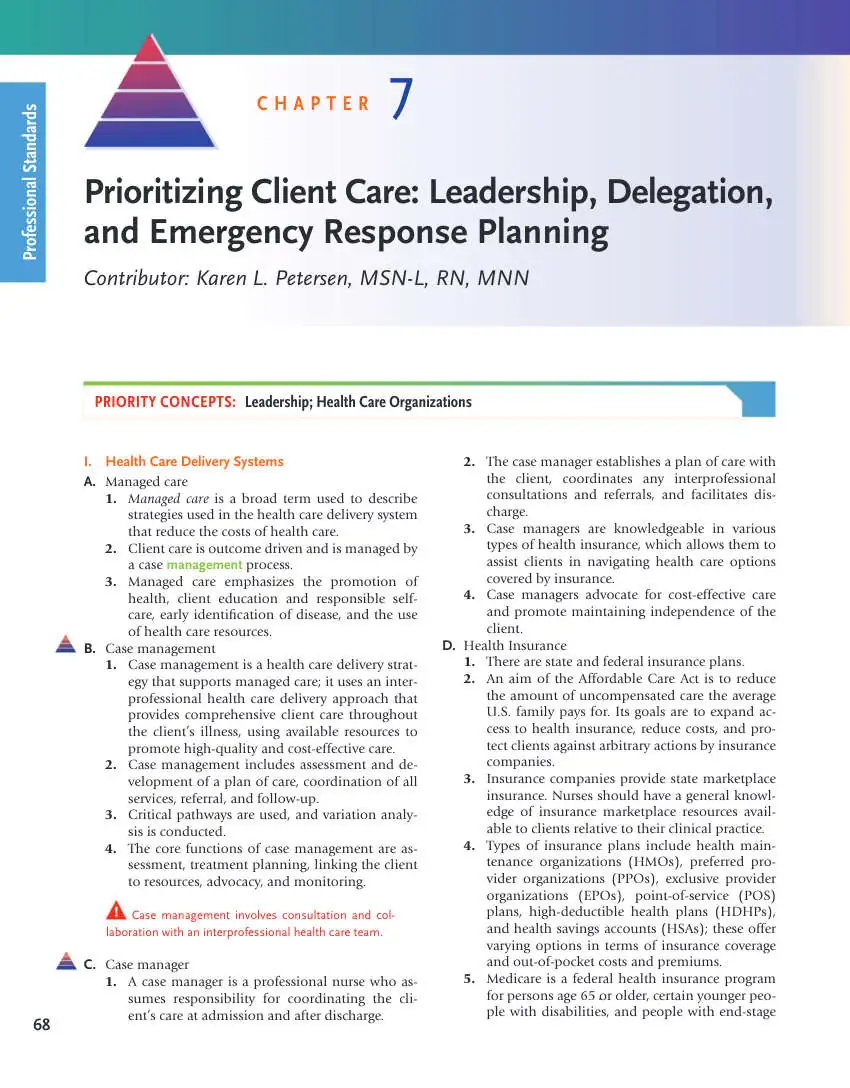 Professional Standards
CHAPTER 7
Prioritizing Client Care: Leadership, Delegation,
and Emergency Response Planning
Contributor: Karen L. Petersen, MSN-L, RN, MNN
PRIORITY CONCEPTS: Leadership; Health Care Organizations
I. Health Care Delivery Systems
A. Managed care
1. Managed care is a broad term used to describe
strategies used in the health care delivery system
that reduce the costs of health care.
2. Client care is outcome driven and is managed by
a case management process.
3. Managed care emphasizes the promotion of
health, client education and responsible self-
care, early identification of disease, and the use
of health care resources.
B. Case management
1. Case management is a health care delivery strat-
egy that supports managed care; it uses an inter-
professional health care delivery approach that
provides comprehensive client care throughout
the client's illness, using available resources to
promote high-quality and cost-effective care.
2. Case management includes assessment and de-
velopment of a plan of care, coordination of all
services, referral, and follow-up.
3. Critical pathways are used, and variation analy-
sis is conducted.
4. The core functions of case management are as-
sessment, treatment planning, linking the client
to resources, advocacy, and monitoring.
Case management involves consultation and col-
laboration with an interprofessional health care team.
C. Case manager
1. A case manager is a professional nurse who as-
sumes responsibility for coordinating the cli-
ent's care at admission and after discharge.
2. The case manager establishes a plan of care with
the client, coordinates any interprofessional
consultations and referrals, and facilitates dis-
charge.
3. Case managers are knowledgeable in various
types of health insurance, which allows them to
assist clients in navigating health care options
covered by insurance.
4. Case managers advocate for cost-effective care
and promote maintaining independence of the
client.
D. Health Insurance
1. There are state and federal insurance plans.
2. An aim of the Affordable Care Act is to reduce
the amount of uncompensated care the average
U.S. family pays for. Its goals are to expand ac-
cess to health insurance, reduce costs, and pro-
tect clients against arbitrary actions by insurance
companies.
3. Insurance companies provide state marketplace
insurance. Nurses should have a general knowl-
edge of insurance marketplace resources avail-
able to clients relative to their clinical practice.
4. Types of insurance plans include health main-
tenance organizations (HMOs), preferred pro-
vider organizations (PPOs), exclusive provider
organizations (EPOs), point-of-service (POS)
plans, high-deductible health plans (HDHPs),
and health savings accounts (HSAs); these offer
varying options in terms of insurance coverage
and out-of-pocket costs and premiums.
5. Medicare is a federal health insurance program
for persons age 65 or older, certain younger peo-
ple with disabilities, and people with end-stage
68